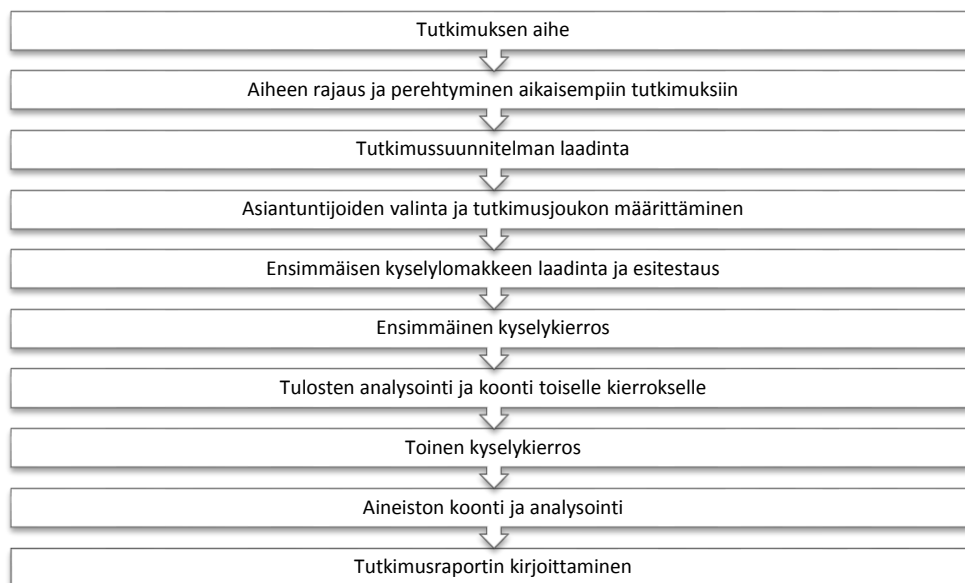 Tutkimuksen aihe
Aiheen rajaus ja perehtyminen aikaisempiin tutkimuksiin
Tutkimussuunnitelman laadinta
Asiantuntijoiden valinta ja tutkimusjoukon määrittäminen
Ensimmäisen kyselylomakkeen laadinta ja esitestaus
Ensimmäinen kyselykierros
Tulosten analysointi ja koonti toiselle kierrokselle
Toinen kyselykierros
Aineiston koonti ja analysointi
Tutkimusraportin kirjoittaminen